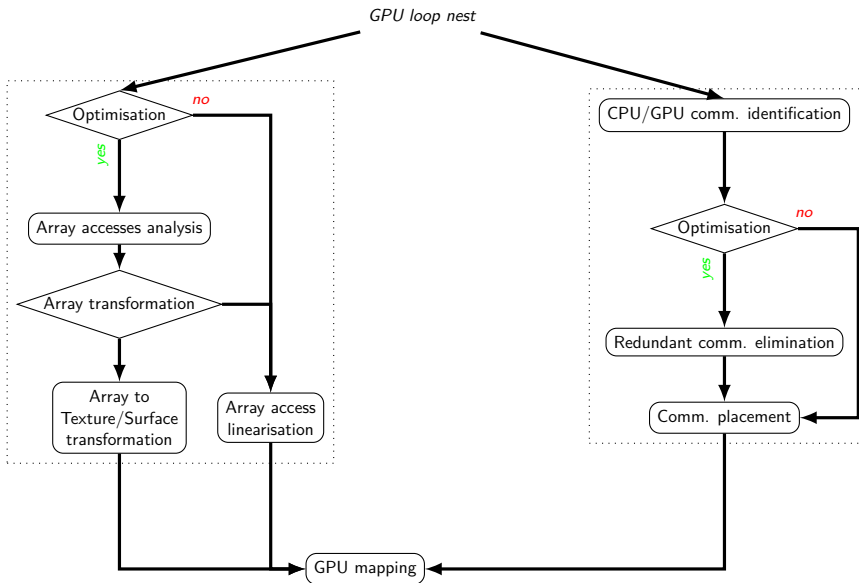 GPU loop nest
Optimisation
no
yes
Array accesses analysis
Array transformation
Array to
Texture/Surface
transformation
Array access
linearisation
CPU/GPU comm. identification
Optimisation
no
yes
Redundant comm. elimination
Comm. placement
GPU mapping